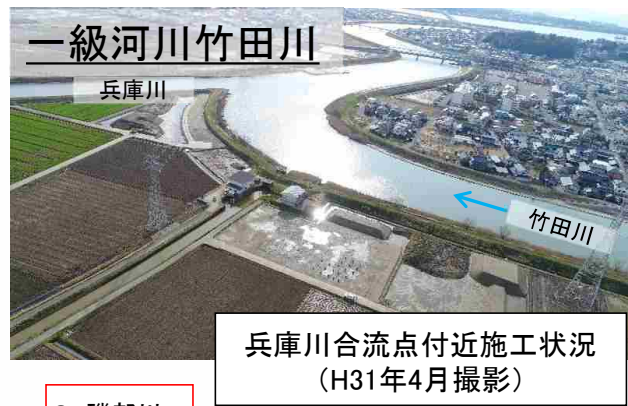 一級河川竹田川
兵庫川
竹田川
兵庫川合流点付近施工状況
（H31年4月撮影）